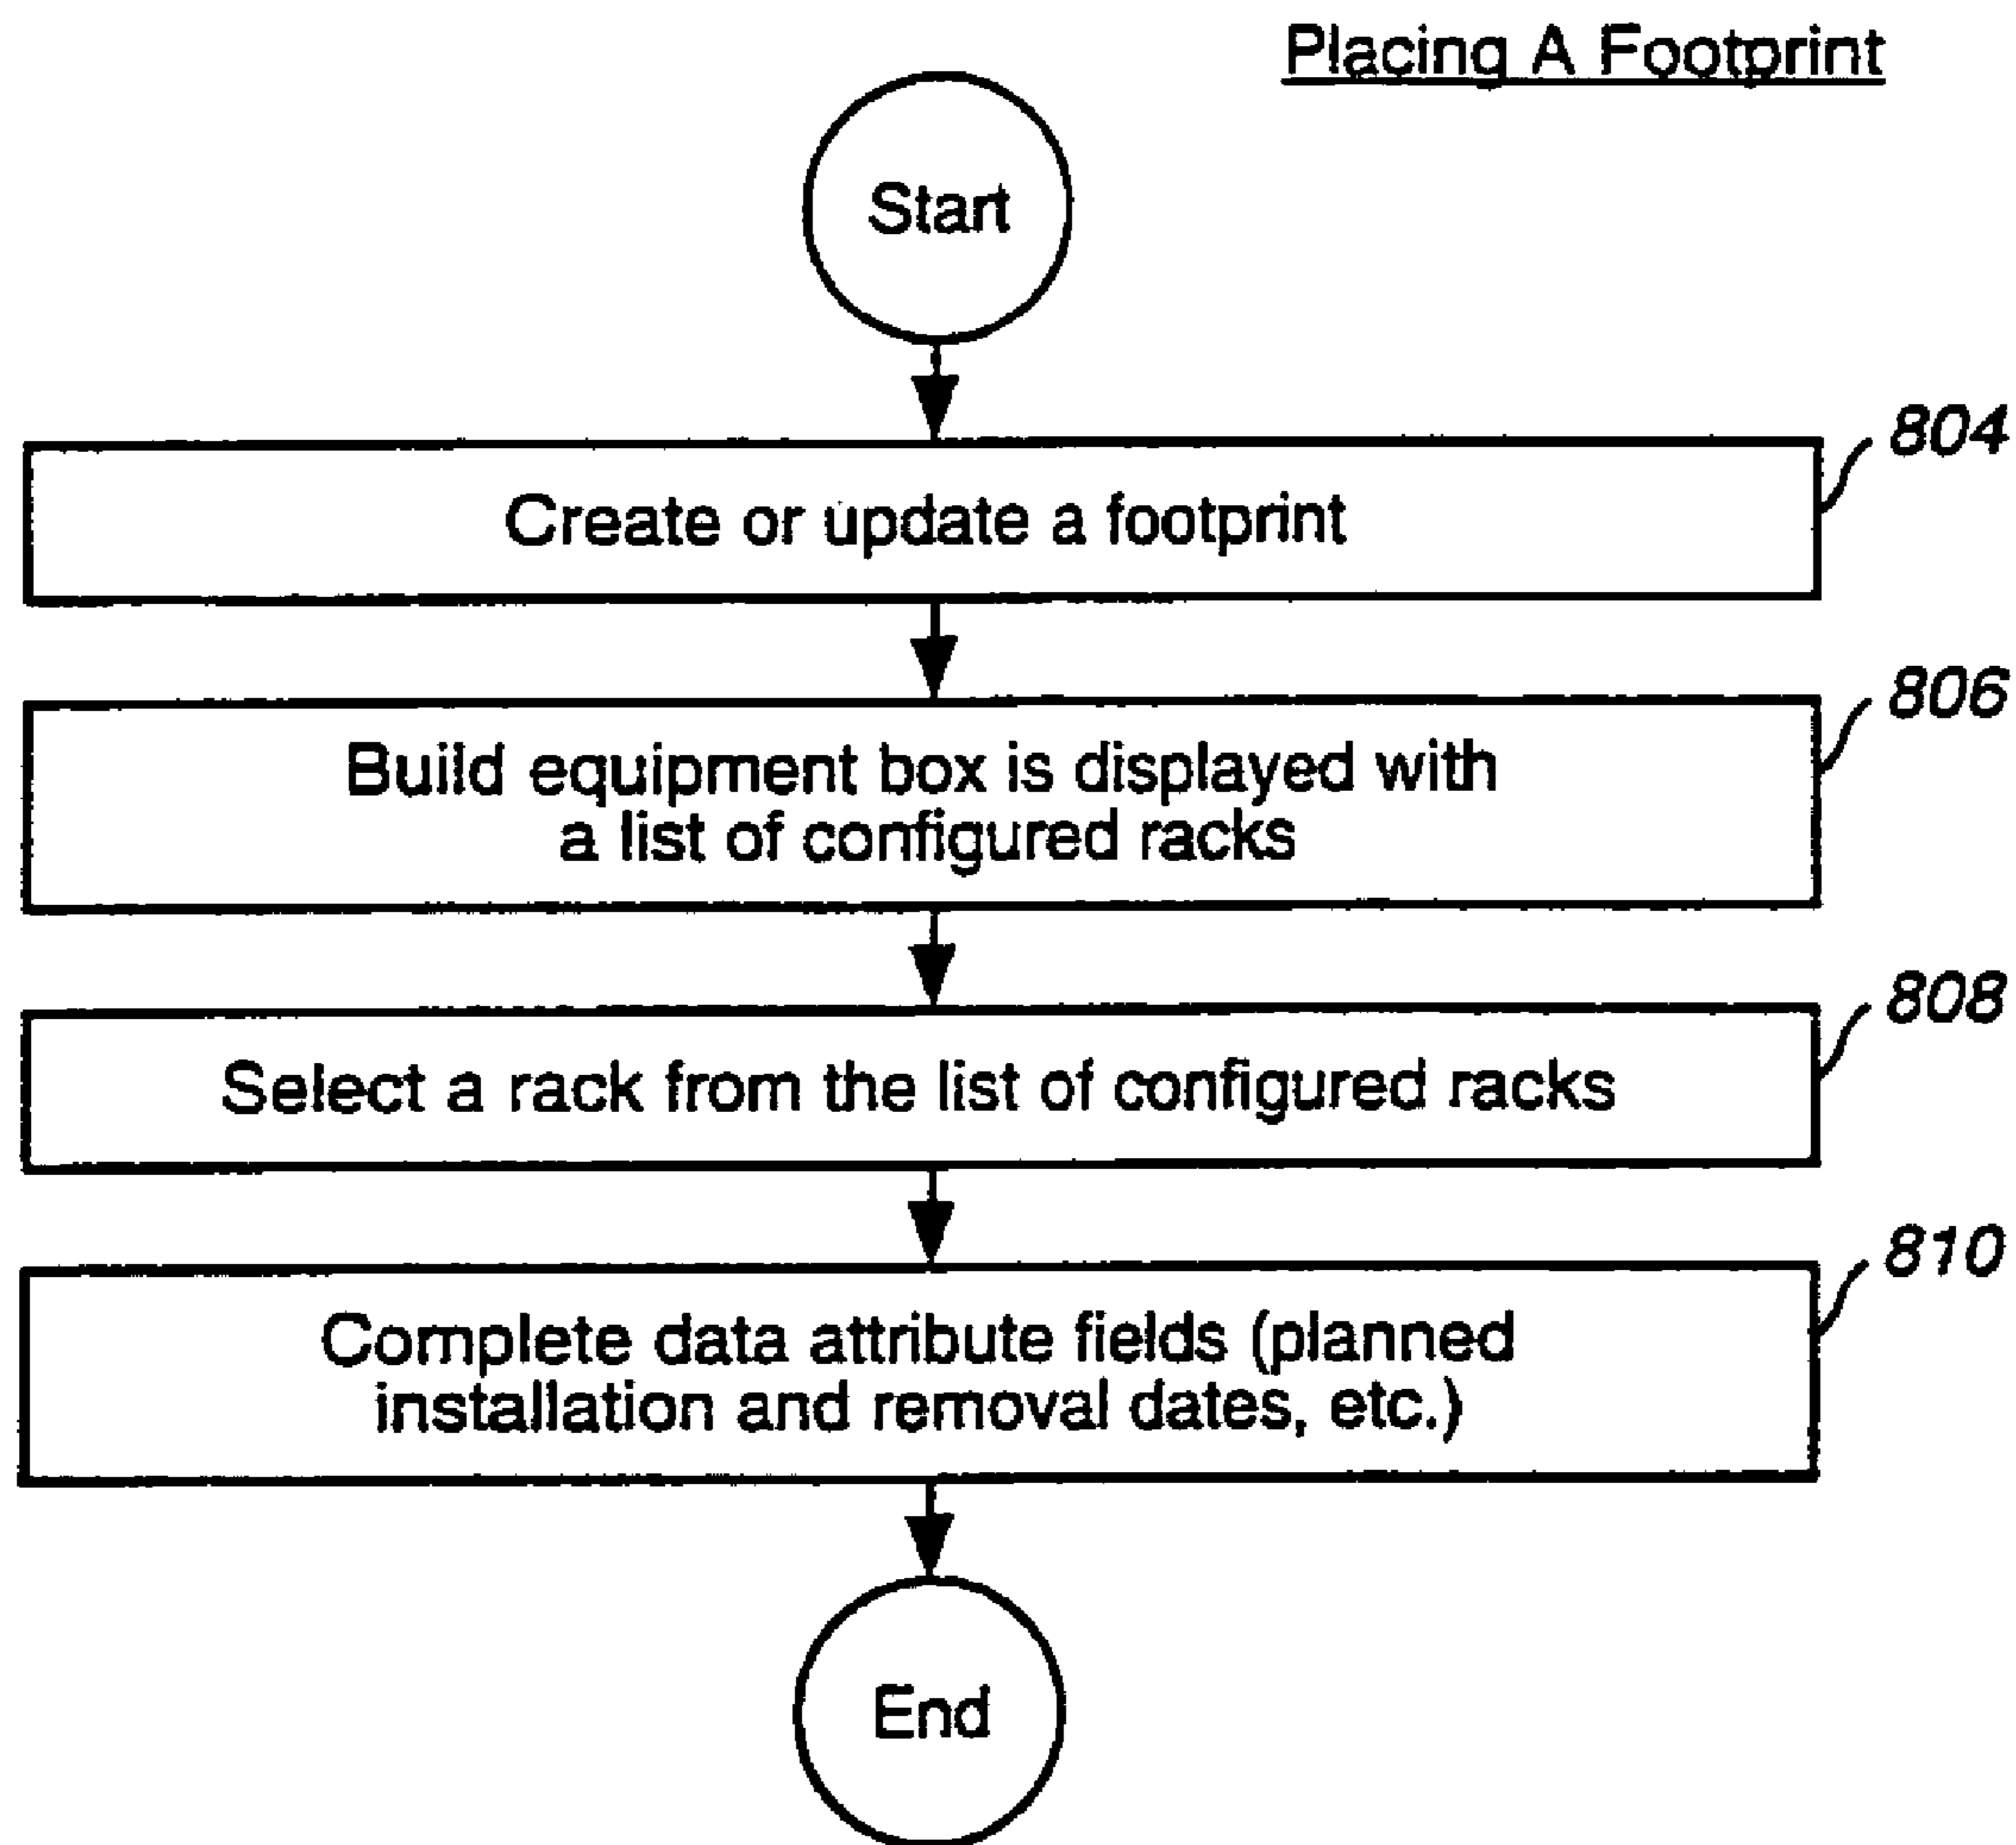 Placing A Footprint
Start
804
Create or update a footprint
806
Build equipment box is displayed with
a list of configured racks
808
Select a rack from the list of configured racks
810
Complete data attribute fields (planned
installation and removal dates, etc.)
End